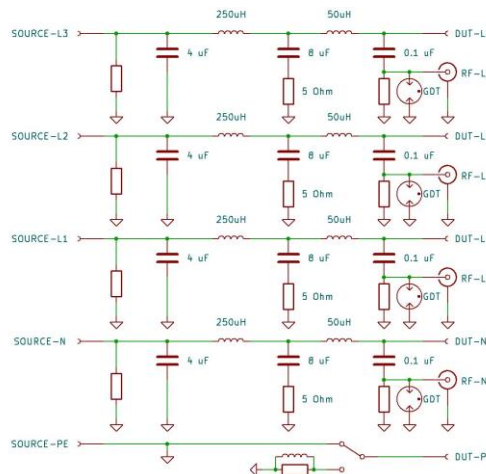 250uH 50uH
SOURCE-L3 DUT-L
4 uF 8 uF 0.1 uF
RF-L
5 Ohm GDT
250uH 50uH
SOURCE-L2 DUT-L
4 uF 8 uF 0.1 uF
RF-L
5 Ohm GDT
250uH 50uH
SOURCE-L1 DUT-L
4 uF 8 uF 0.1 uF
RF-L
5 Ohm GDT
250uH 50uH
SOURCE-N DUT-N
4 uF 8 uF 0.1 uF
RF-N
5 Ohm GDT
SOURCE-PE
DUT-P